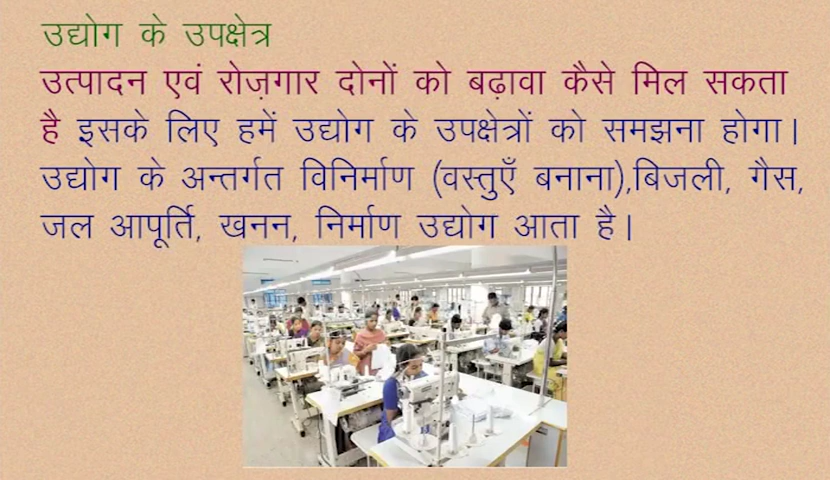 उद्योग के उपक्षेत्र
उत्पादन एवं रोज़गार दोनों को बढ़ावा कैसे मिल सकता
है इसके लिए हमें उद्योग के उपक्षेत्रों को समझना होगा।
उद्योग के अन्तर्गत विनिर्माण (वस्तुएँ बनाना),बिजली, गैस,
जल आपूर्ति, खनन, निर्माण उद्योग आता है।